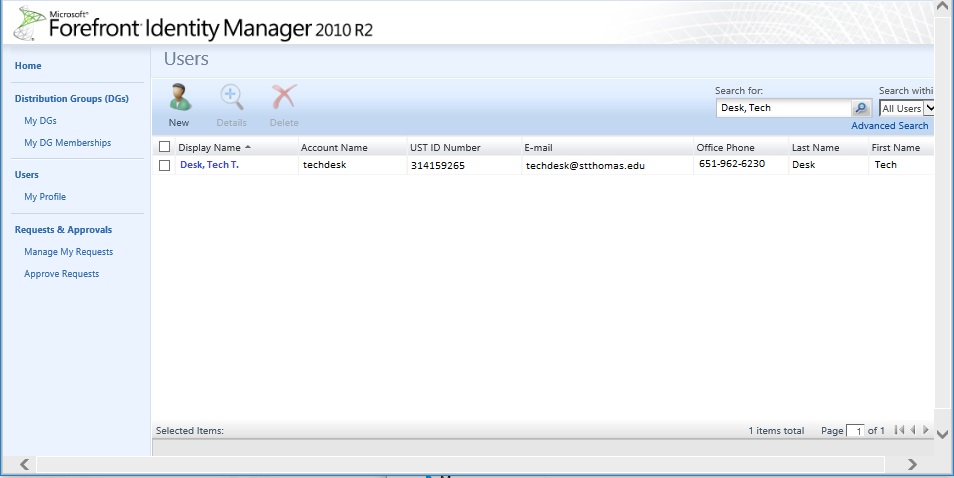 Microsoft®
Forefront Identity Manager 2010 R2
Home
Distribution Groups (DGs)
My DGs
My DG Memberships
Users
My Profile
Requests & Approvals
Manage My Requests
Approve Requests
Users
New
Details
Delete
Search for:
Desk, Tech
Search withi
All Users
Advanced Search
Display Name Account Name UST ID Number E-mail Office Phone Last Name First Name
Desk, Tech T. techdesk 314159265 techdesk@stthomas.edu 651-962-6230 Desk Tech
Selected Items:
1 items total Page 1 of 1